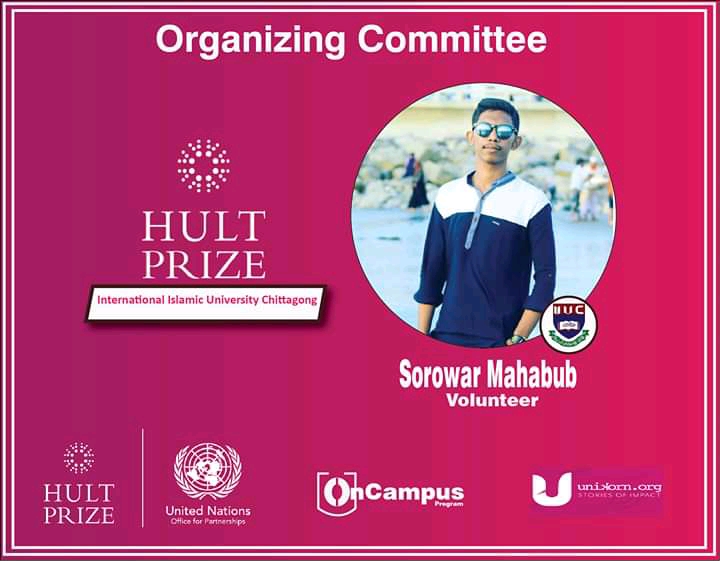 Organizing Committee
HULT
PRIZE
International Islamic University Chittagong
IIUC
Sorowar Mahabub
Volunteer
HULT
PRIZE
United Nations
Office for Partnerships
OnCampus
Program
unikorn.org
STORIES OF IMPACT